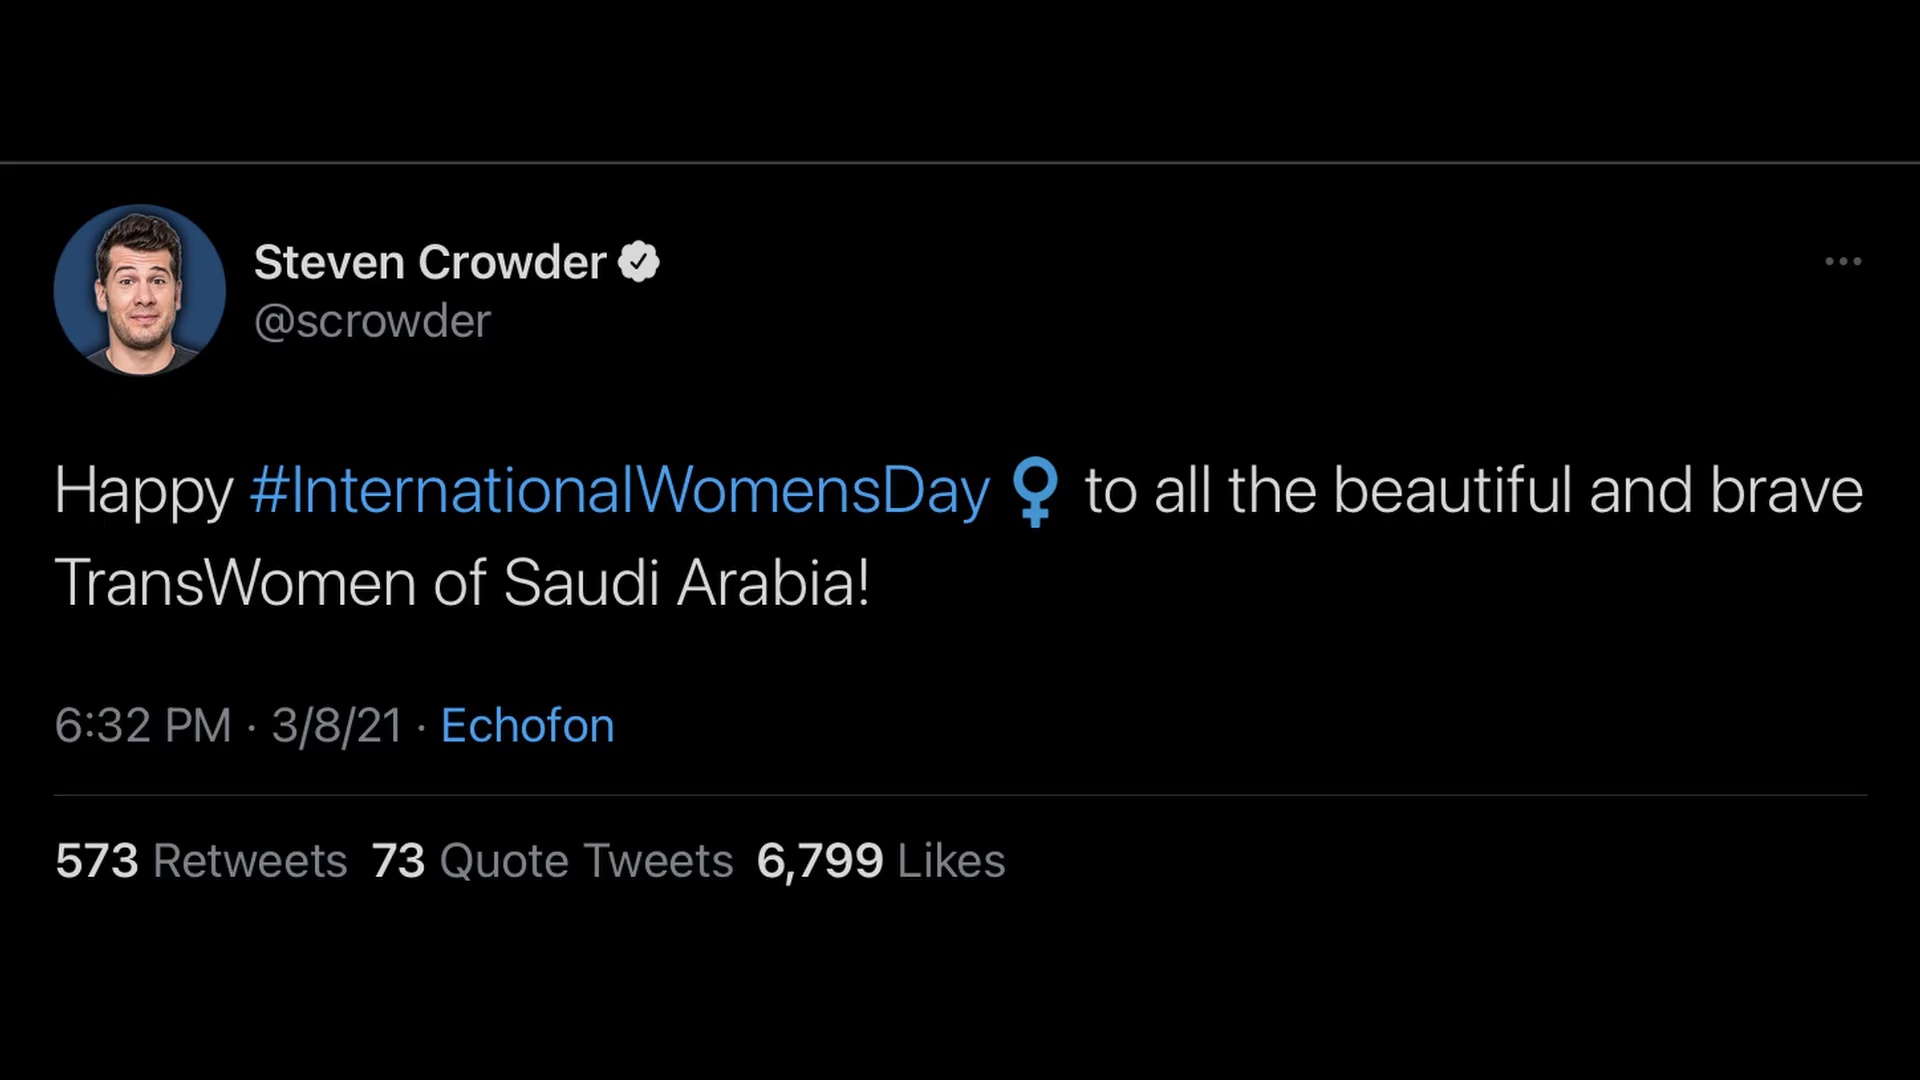 Steven Crowder
@scrowder
Happy #InternationalWomensDay ♀ to all the beautiful and brave
TransWomen of Saudi Arabia!
6:32 PM · 3/8/21 · Echofon
573 Retweets 73 Quote Tweets 6,799 Likes